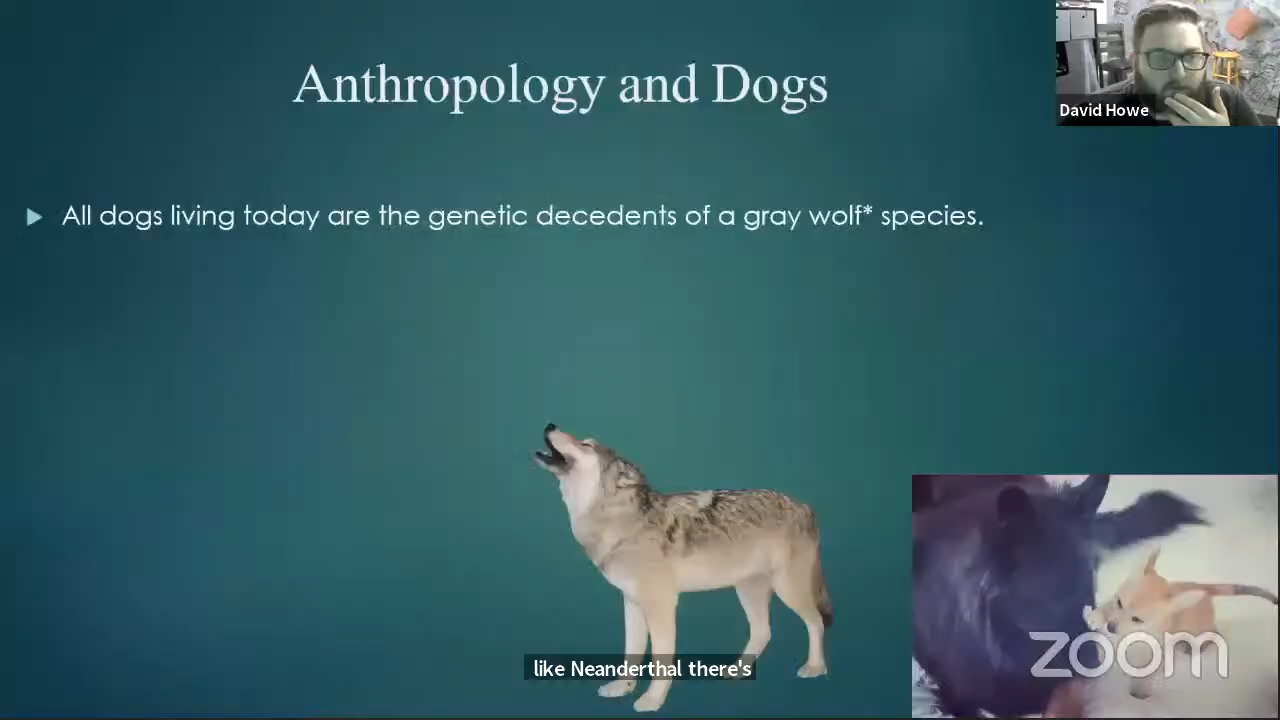 Anthropology and Dogs
David Howe
All dogs living today are the genetic decedents of a gray wolf* species.
zoom
like Neanderthal there's